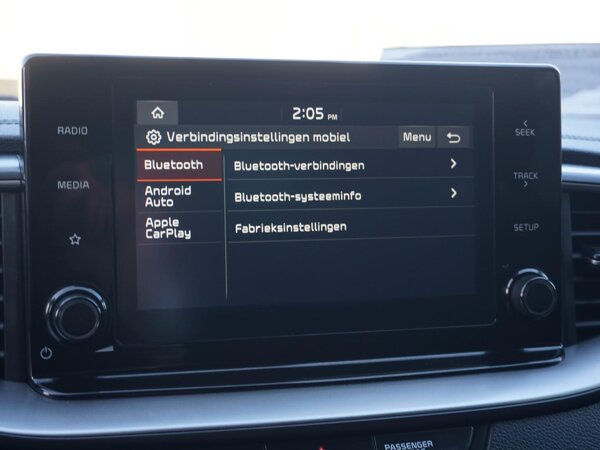 2:05 PM
RADIO
MEDIA
Verbindingsinstellingen mobiel
Menu
Bluetooth
Android
Auto
Apple
CarPlay
Bluetooth-verbindingen
Bluetooth-systeeminfo
Fabrieksinstellingen
SEEK
TRACK
SETUP
PASSENGER